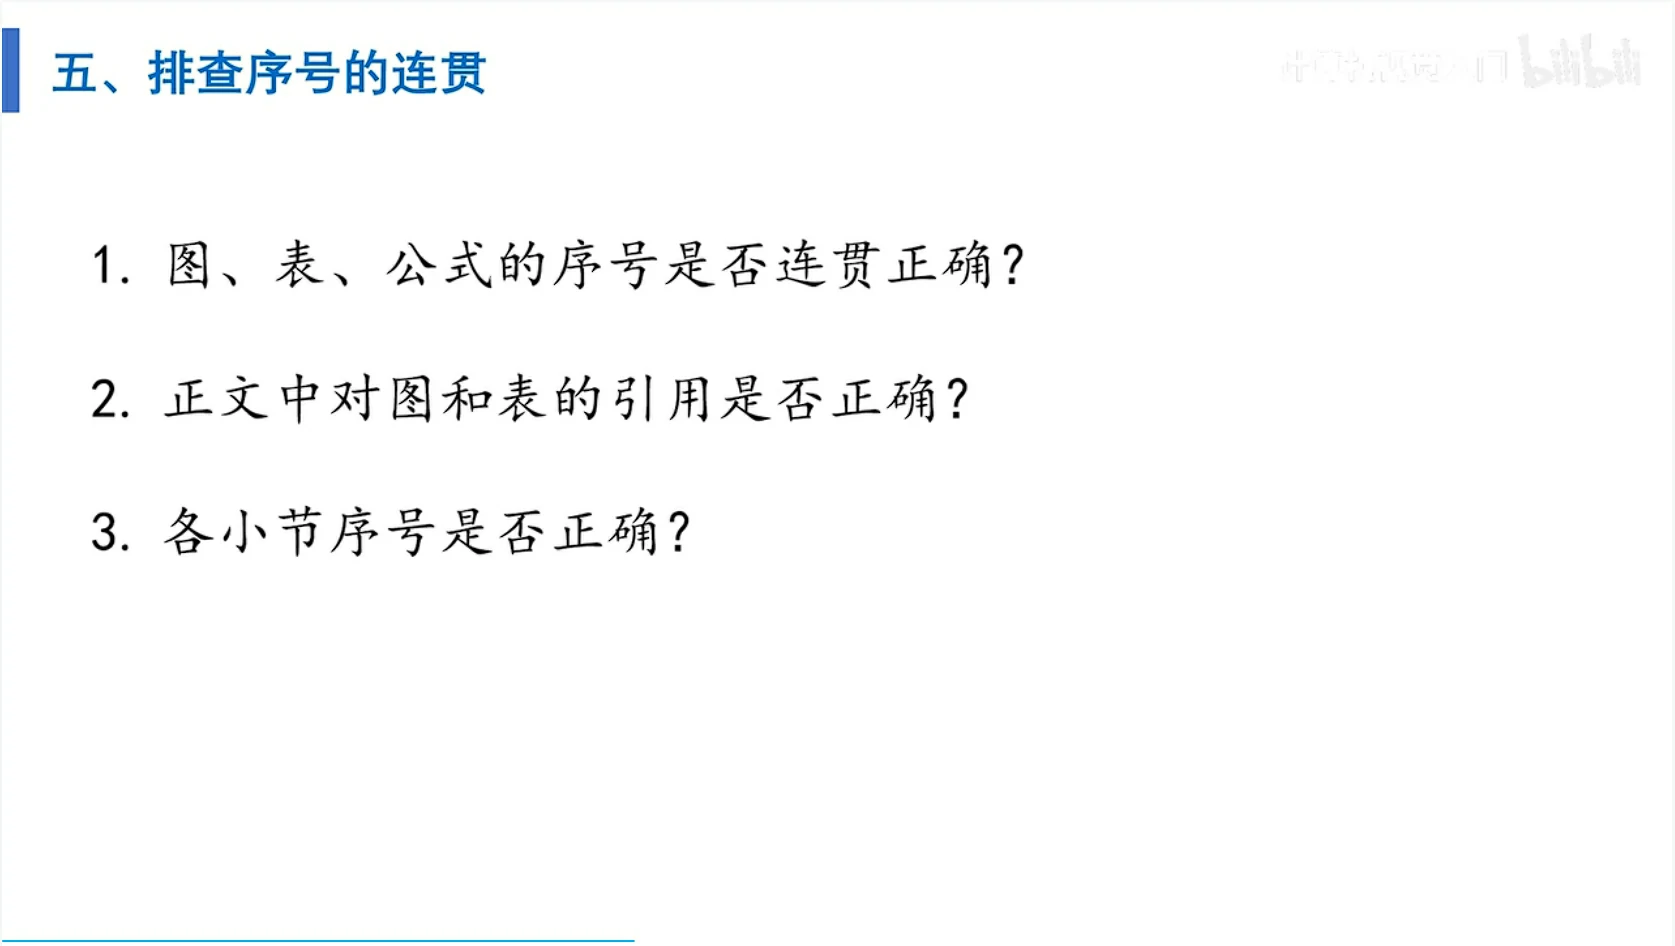 五、排查序号的连贯
bilibili
1. 图、表、公式的序号是否连贯正确?
2. 正文中对图和表的引用是否正确?
3. 各小节序号是否正确?